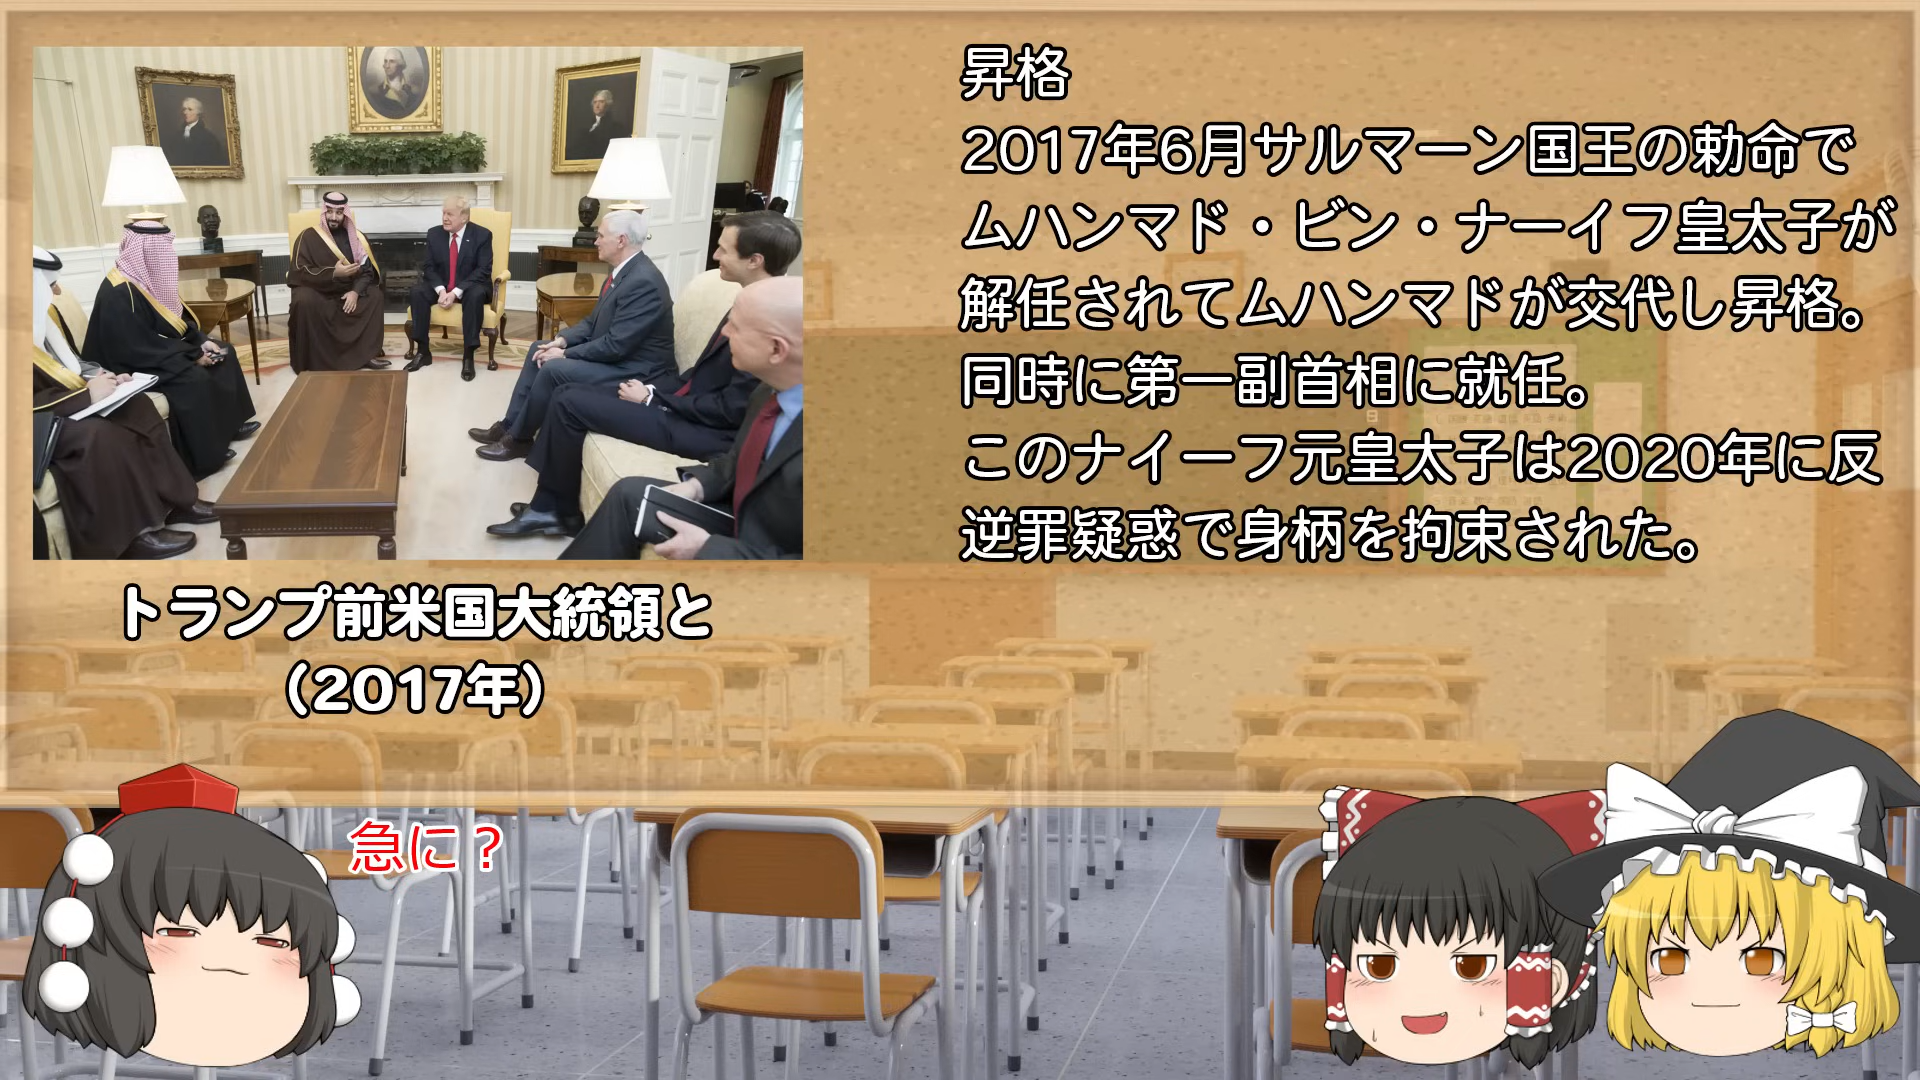 昇格
2017年6月サルマーン国王の勅命で
ムハンマド・ビン・ナーイフ皇太子が
解任されてムハンマドが交代し昇格。
同時に第一副首相に就任。
このナイーフ元皇太子は2020年に反
逆罪疑惑で身柄を拘束された。
トランプ前米国大統領と
（2017年）
急に？